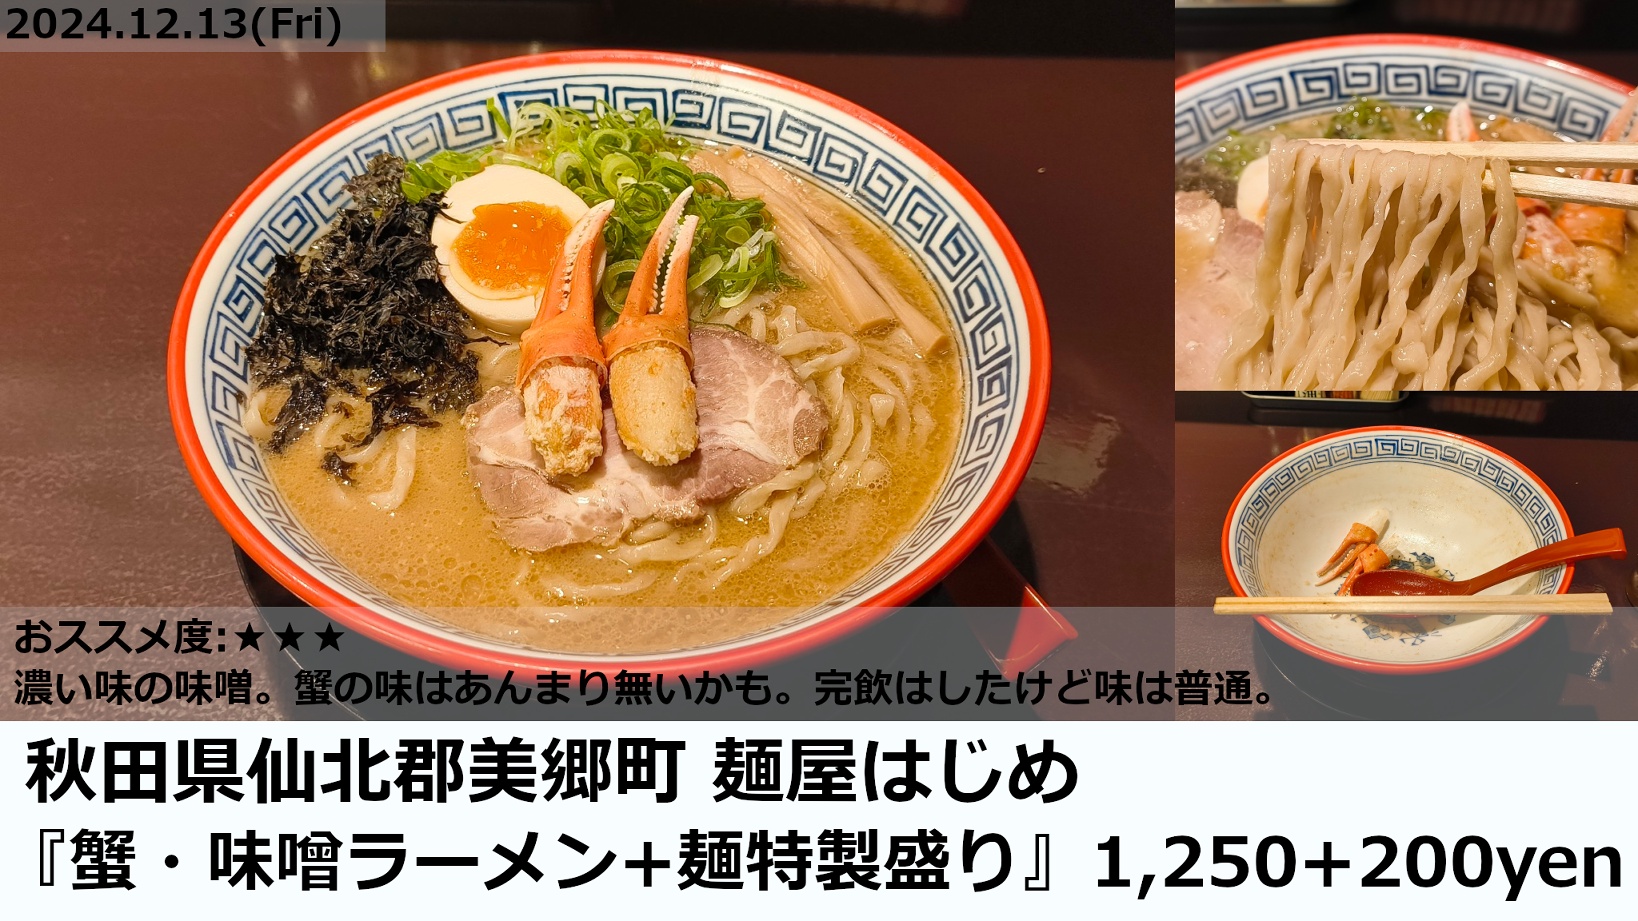 2024.12.13(Fri)
おススメ度:★★★
濃い味の味噌。蟹の味はあんまり無いかも。完飲はしたけど味は普通。
秋田県仙北郡美郷町 麺屋はじめ
『蟹・味噌ラーメン+麺特製盛り』1,250+200yen